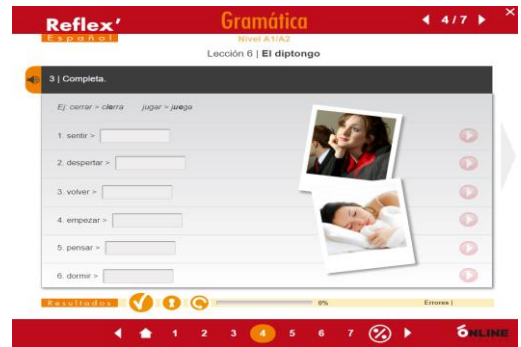 Reflex’
Español
Gramática
Nivel A1/A2
4 / 7
Lección 6 | El diptongo
3 | Completa.
Ej: cerrar > cierra jugar > juega
1. sentir >
2. despertar >
3. volver >
4. empezar >
5. pensar >
6. dormir >
Resultados
0%
Errores |
1 2 3 4 5 6 7
ONLINE